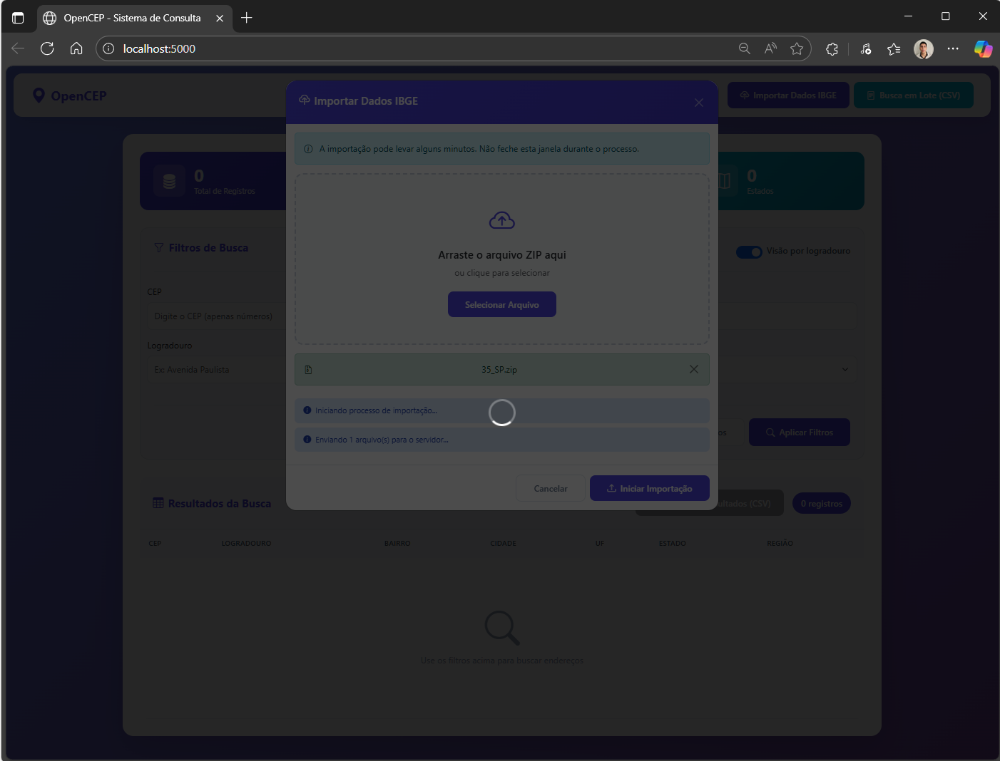 OpenCEP - Sistema de Consulta
localhost:5000
OpenCEP
Importar Dados IBGE
Busca em Lote (CSV)
Importar Dados IBGE
A importação pode levar alguns minutos. Não feche esta janela durante o processo.
0
Total de Registros
0
Estados
Arraste o arquivo ZIP aqui
ou clique para selecionar
Selecionar Arquivo
Filtros de Busca
Visão por logradouro
CEP
Digite o CEP (apenas números)
Logradouro
Ex: Avenida Paulista
35_SP.zip
Iniciando processo de importação...
Enviando 1 arquivo(s) para o servidor...
os
Aplicar Filtros
Cancelar
Iniciar Importação
Resultados da Busca
ultados (CSV)
0 registros
CEP LOGRADOURO BAIRRO CIDADE UF ESTADO REGIÃO
Use os filtros acima para buscar endereços